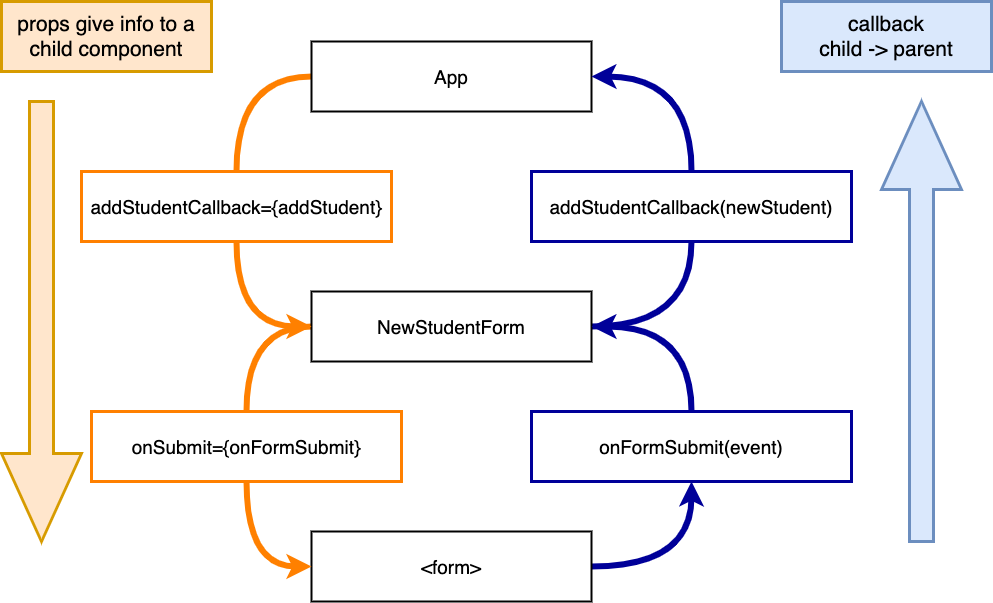 props give info to a
child component
callback
child -> parent
App
addStudentCallback={addStudent}
addStudentCallback(newStudent)
NewStudentForm
onSubmit={onFormSubmit}
onFormSubmit(event)
<form>